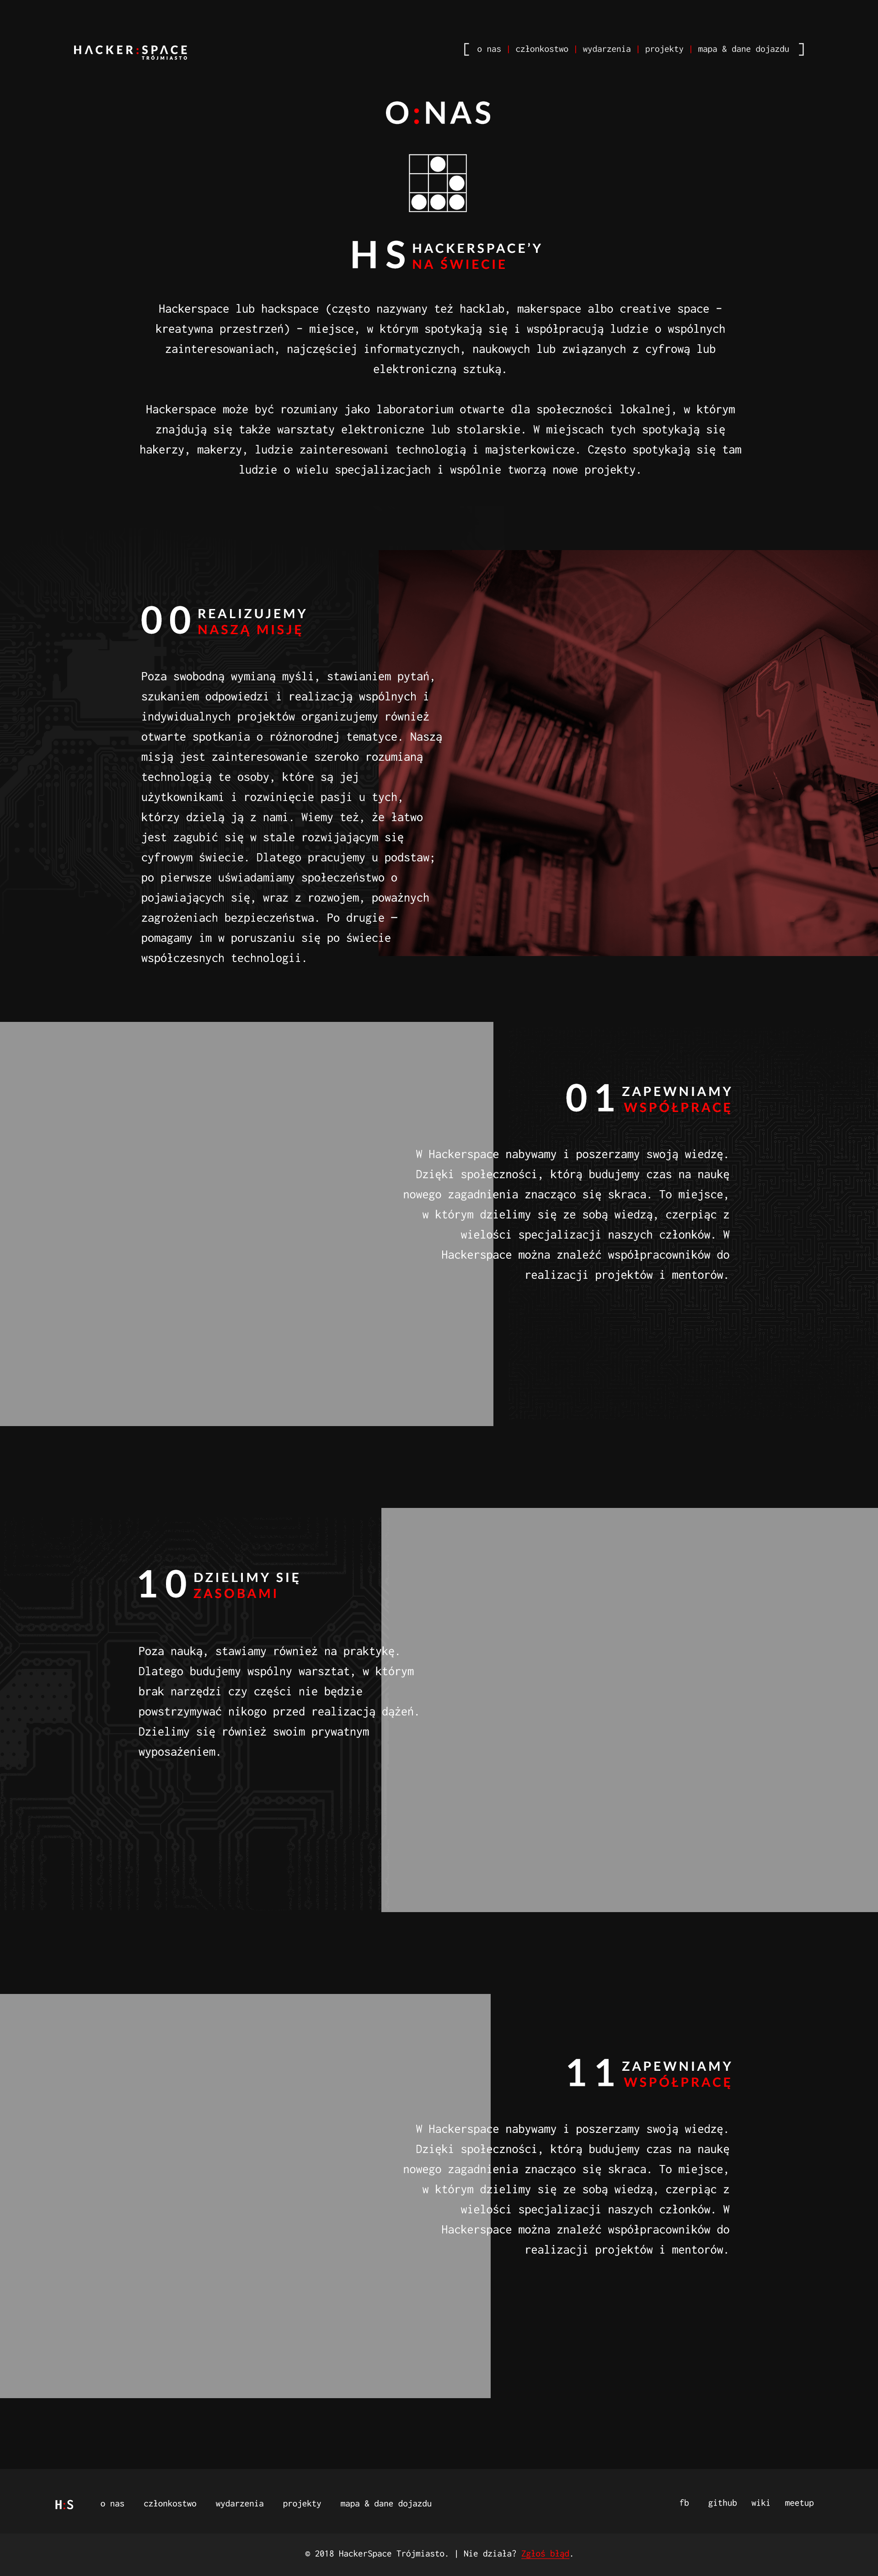 HACKER:SPACE
TRÓJMIASTO
[ o nas | członkostwo | wydarzenia | projekty | mapa & dane dojazdu ]
O:NAS
HS HACKERSPACE’Y
NA ŚWIECIE
Hackerspace lub hackspace (często nazywany też hacklab, makerspace albo creative space –
kreatywna przestrzeń) – miejsce, w którym spotykają się i współpracują ludzie o wspólnych
zainteresowaniach, najczęściej informatycznych, naukowych lub związanych z cyfrową lub
elektroniczną sztuką.
Hackerspace może być rozumiany jako laboratorium otwarte dla społeczności lokalnej, w którym
znajdują się także warsztaty elektroniczne lub stolarskie. W miejscach tych spotykają się
hakerzy, makerzy, ludzie zainteresowani technologią i majsterkowicze. Często spotykają się tam
ludzie o wielu specjalizacjach i wspólnie tworzą nowe projekty.
00 REALIZUJEMY
NASZĄ MISJĘ
Poza swobodną wymianą myśli, stawianiem pytań,
szukaniem odpowiedzi i realizacją wspólnych i
indywidualnych projektów organizujemy również
otwarte spotkania o różnorodnej tematyce. Naszą
misją jest zainteresowanie szeroko rozumianą
technologią te osoby, które są jej
użytkownikami i rozwinięcie pasji u tych,
którzy dzielą ją z nami. Wiemy też, że łatwo
jest zagubić się w stale rozwijającym się
cyfrowym świecie. Dlatego pracujemy u podstaw;
po pierwsze uświadamiamy społeczeństwo o
pojawiających się, wraz z rozwojem, poważnych
zagrożeniach bezpieczeństwa. Po drugie —
pomagamy im w poruszaniu się po świecie
współczesnych technologii.
01 ZAPEWNIAMY
WSPÓŁPRACĘ
W Hackerspace nabywamy i poszerzamy swoją wiedzę.
Dzięki społeczności, którą budujemy czas na naukę
nowego zagadnienia znacząco się skraca. To miejsce,
w którym dzielimy się ze sobą wiedzą, czerpiąc z
wielości specjalizacji naszych członków. W
Hackerspace można znaleźć współpracowników do
realizacji projektów i mentorów.
10 DZIELIMY SIĘ
ZASOBAMI
Poza nauką, stawiamy również na praktykę.
Dlatego budujemy wspólny warsztat, w którym
brak narzędzi czy części nie będzie
powstrzymywać nikogo przed realizacją dążeń.
Dzielimy się również swoim prywatnym
wyposażeniem.
11 ZAPEWNIAMY
WSPÓŁPRACĘ
W Hackerspace nabywamy i poszerzamy swoją wiedzę.
Dzięki społeczności, którą budujemy czas na naukę
nowego zagadnienia znacząco się skraca. To miejsce,
w którym dzielimy się ze sobą wiedzą, czerpiąc z
wielości specjalizacji naszych członków. W
Hackerspace można znaleźć współpracowników do
realizacji projektów i mentorów.
H:S o nas członkostwo wydarzenia projekty mapa & dane dojazdu fb github wiki meetup
© 2018 HackerSpace Trójmiasto. | Nie działa? Zgłoś błąd.